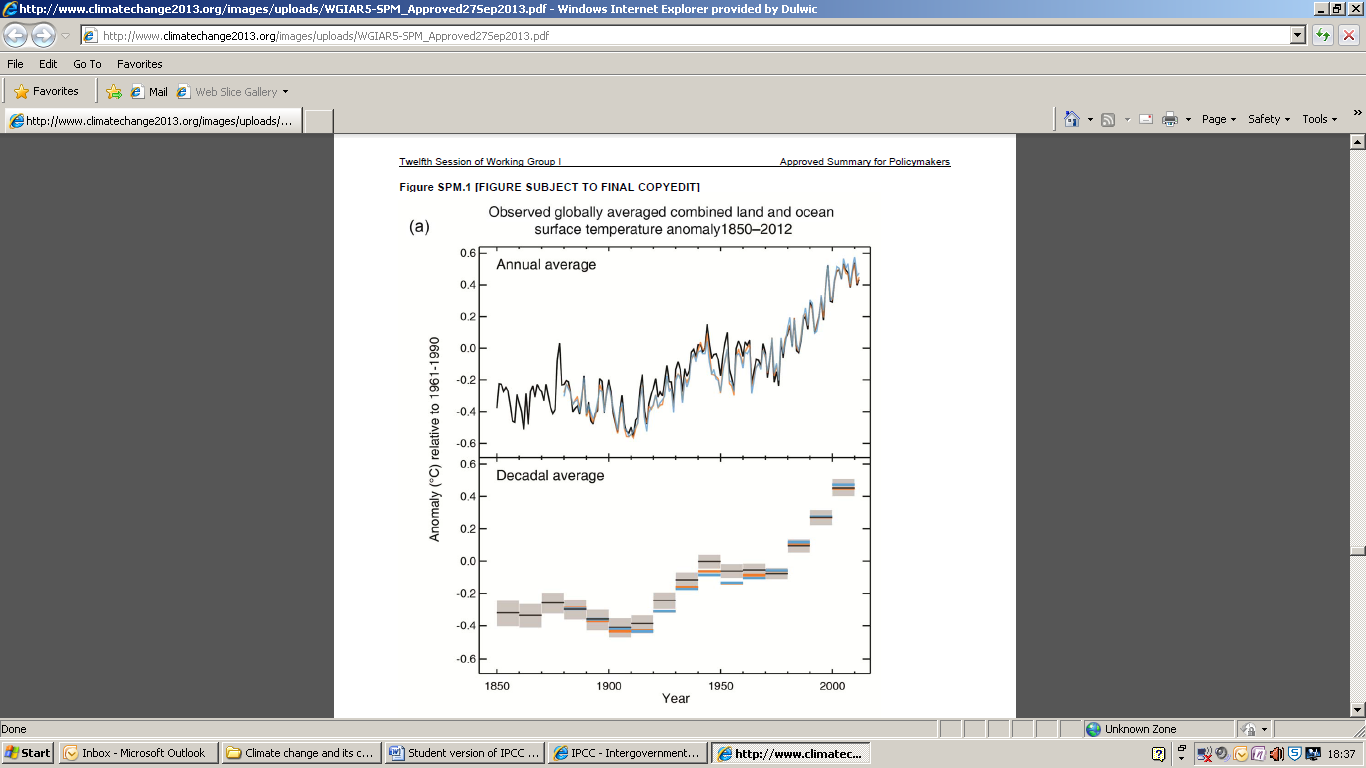 http://www.climatechange2013.org/images/uploads/WGIAR5-SPM_Approved27Sep2013.pdf - Windows Internet Explorer provided by Dulwic
http://www.climatechange2013.org/images/uploads/WGIAR5-SPM_Approved27Sep2013.pdf
File Edit Go To Favorites
Favorites Mail Web Slice Gallery
http://www.climatechange2013.org/images/uploads/... Page Safety Tools »
Twelfth Session of Working Group I Approved Summary for Policymakers
Figure SPM.1 [FIGURE SUBJECT TO FINAL COPYEDIT]
(a) Observed globally averaged combined land and ocean
surface temperature anomaly1850–2012
Annual average
0.6
0.4
0.2
0.0
-0.2
-0.4
-0.6
Anomaly (°C) relative to 1961-1990
Decadal average
0.6
0.4
0.2
0.0
-0.2
-0.4
-0.6
1850 1900 1950 2000
Year
Done Unknown Zone
Start Inbox - Microsoft Outlook Climate change and its c... Student version of IPCC ... IPCC - Intergovernment... http://www.climatec... 18:37